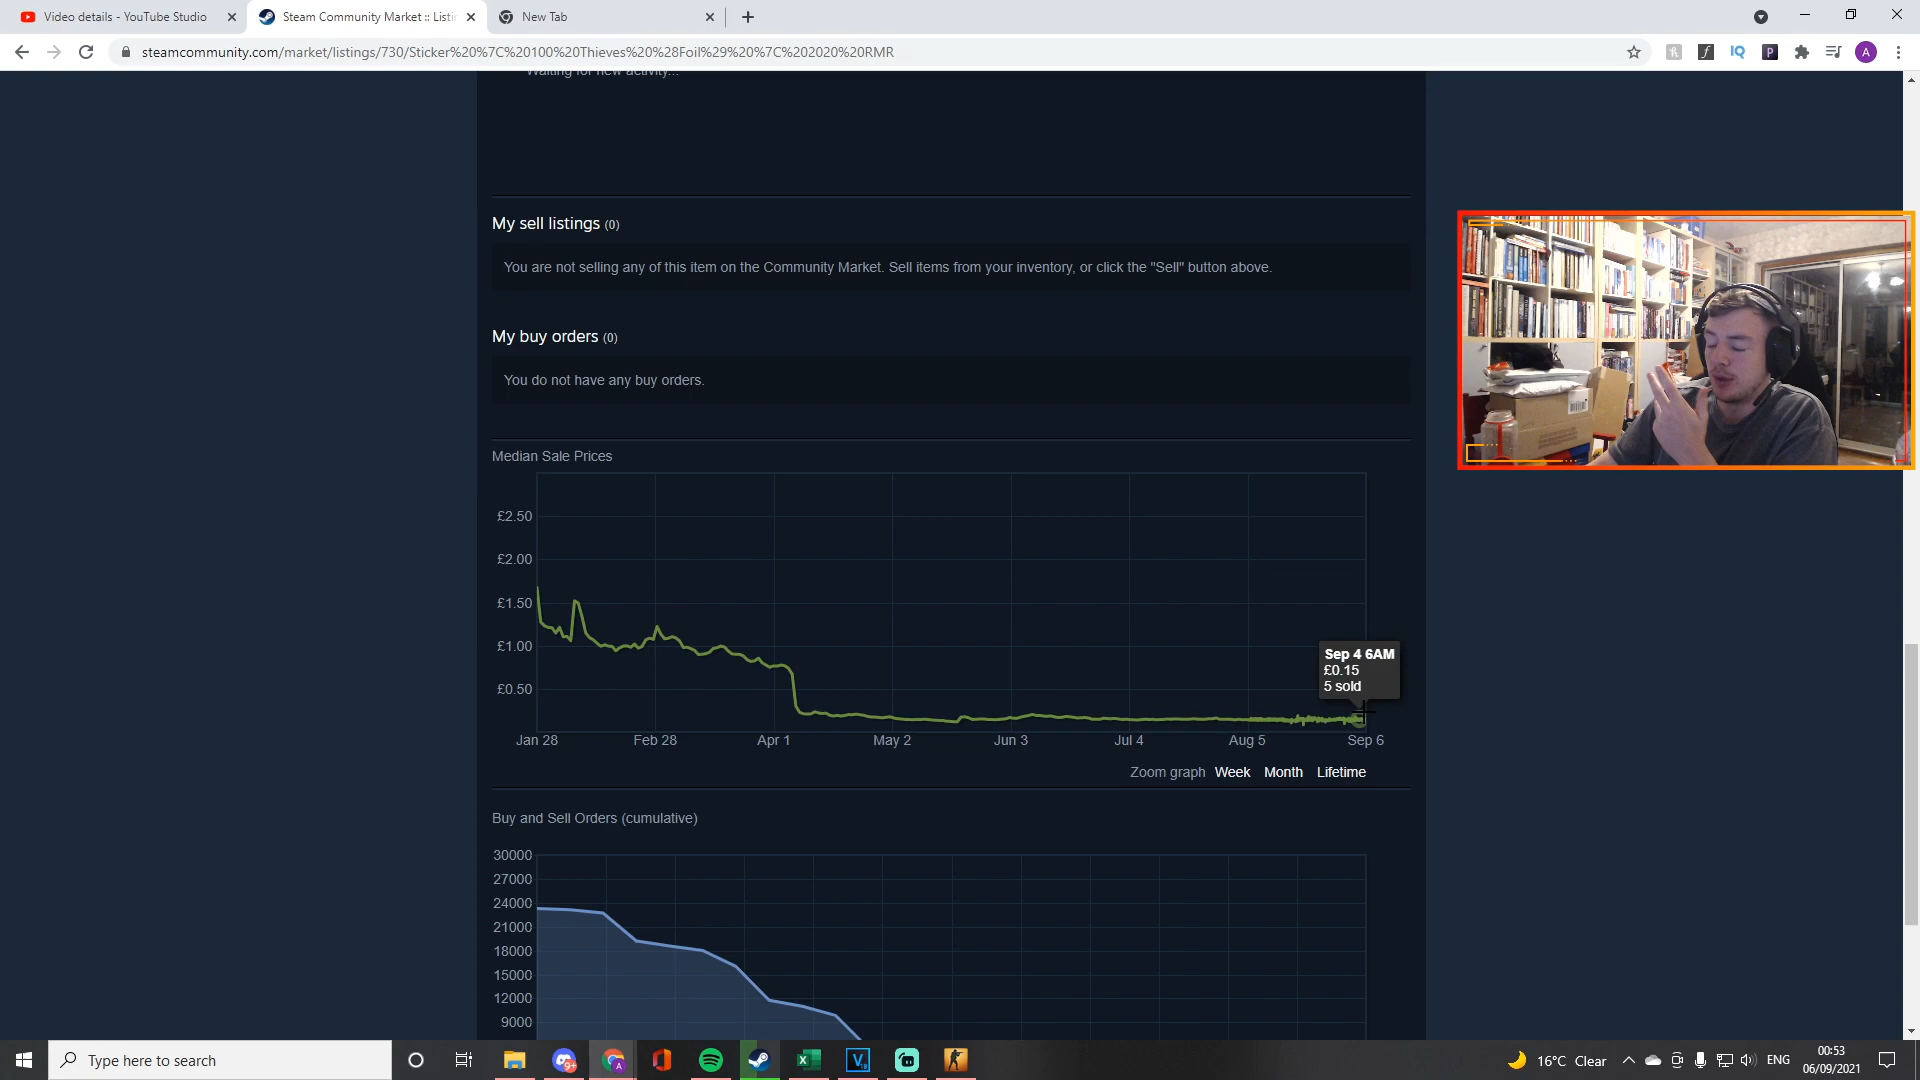 Video details - YouTube Studio
Steam Community Market :: Listi
New Tab
steamcommunity.com/market/listings/730/Sticker%20%7C%20100%20Thieves%20%28Foil%29%20%7C%202020%20RMR
A
Waiting for new activity...
My sell listings (0)
You are not selling any of this item on the Community Market. Sell items from your inventory, or click the "Sell" button above.
My buy orders (0)
You do not have any buy orders.
Median Sale Prices
£2.50
£2.00
£1.50
£1.00
£0.50
Sep 4 6AM
£0.15
5 sold
Jan 28 Feb 28 Apr 1 May 2 Jun 3 Jul 4 Aug 5 Sep 6
Zoom graph Week Month Lifetime
Buy and Sell Orders (cumulative)
30000
27000
24000
21000
18000
15000
12000
9000
Type here to search
16°C Clear
ENG
00:53
06/09/2021